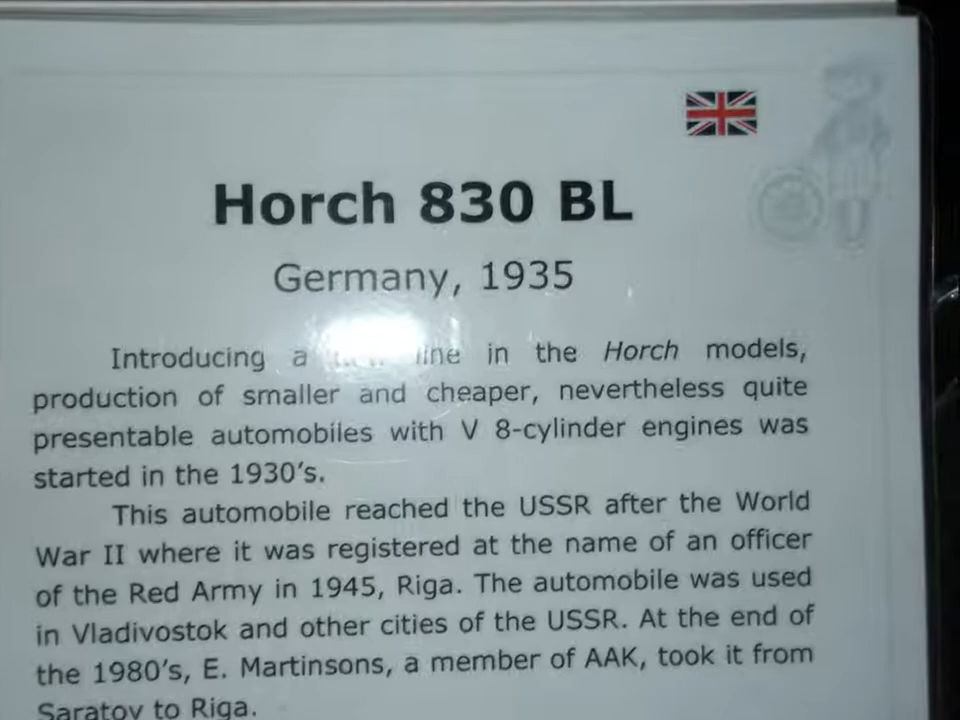 Horch 830 BL
Germany, 1935
Introducing a line in the Horch models,
production of smaller and cheaper, nevertheless quite
presentable automobiles with V 8-cylinder engines was
started in the 1930’s.
This automobile reached the USSR after the World
War II where it was registered at the name of an officer
of the Red Army in 1945, Riga. The automobile was used
in Vladivostok and other cities of the USSR. At the end of
the 1980’s, E. Martinsons, a member of AAK, took it from
Saratov to Riga.